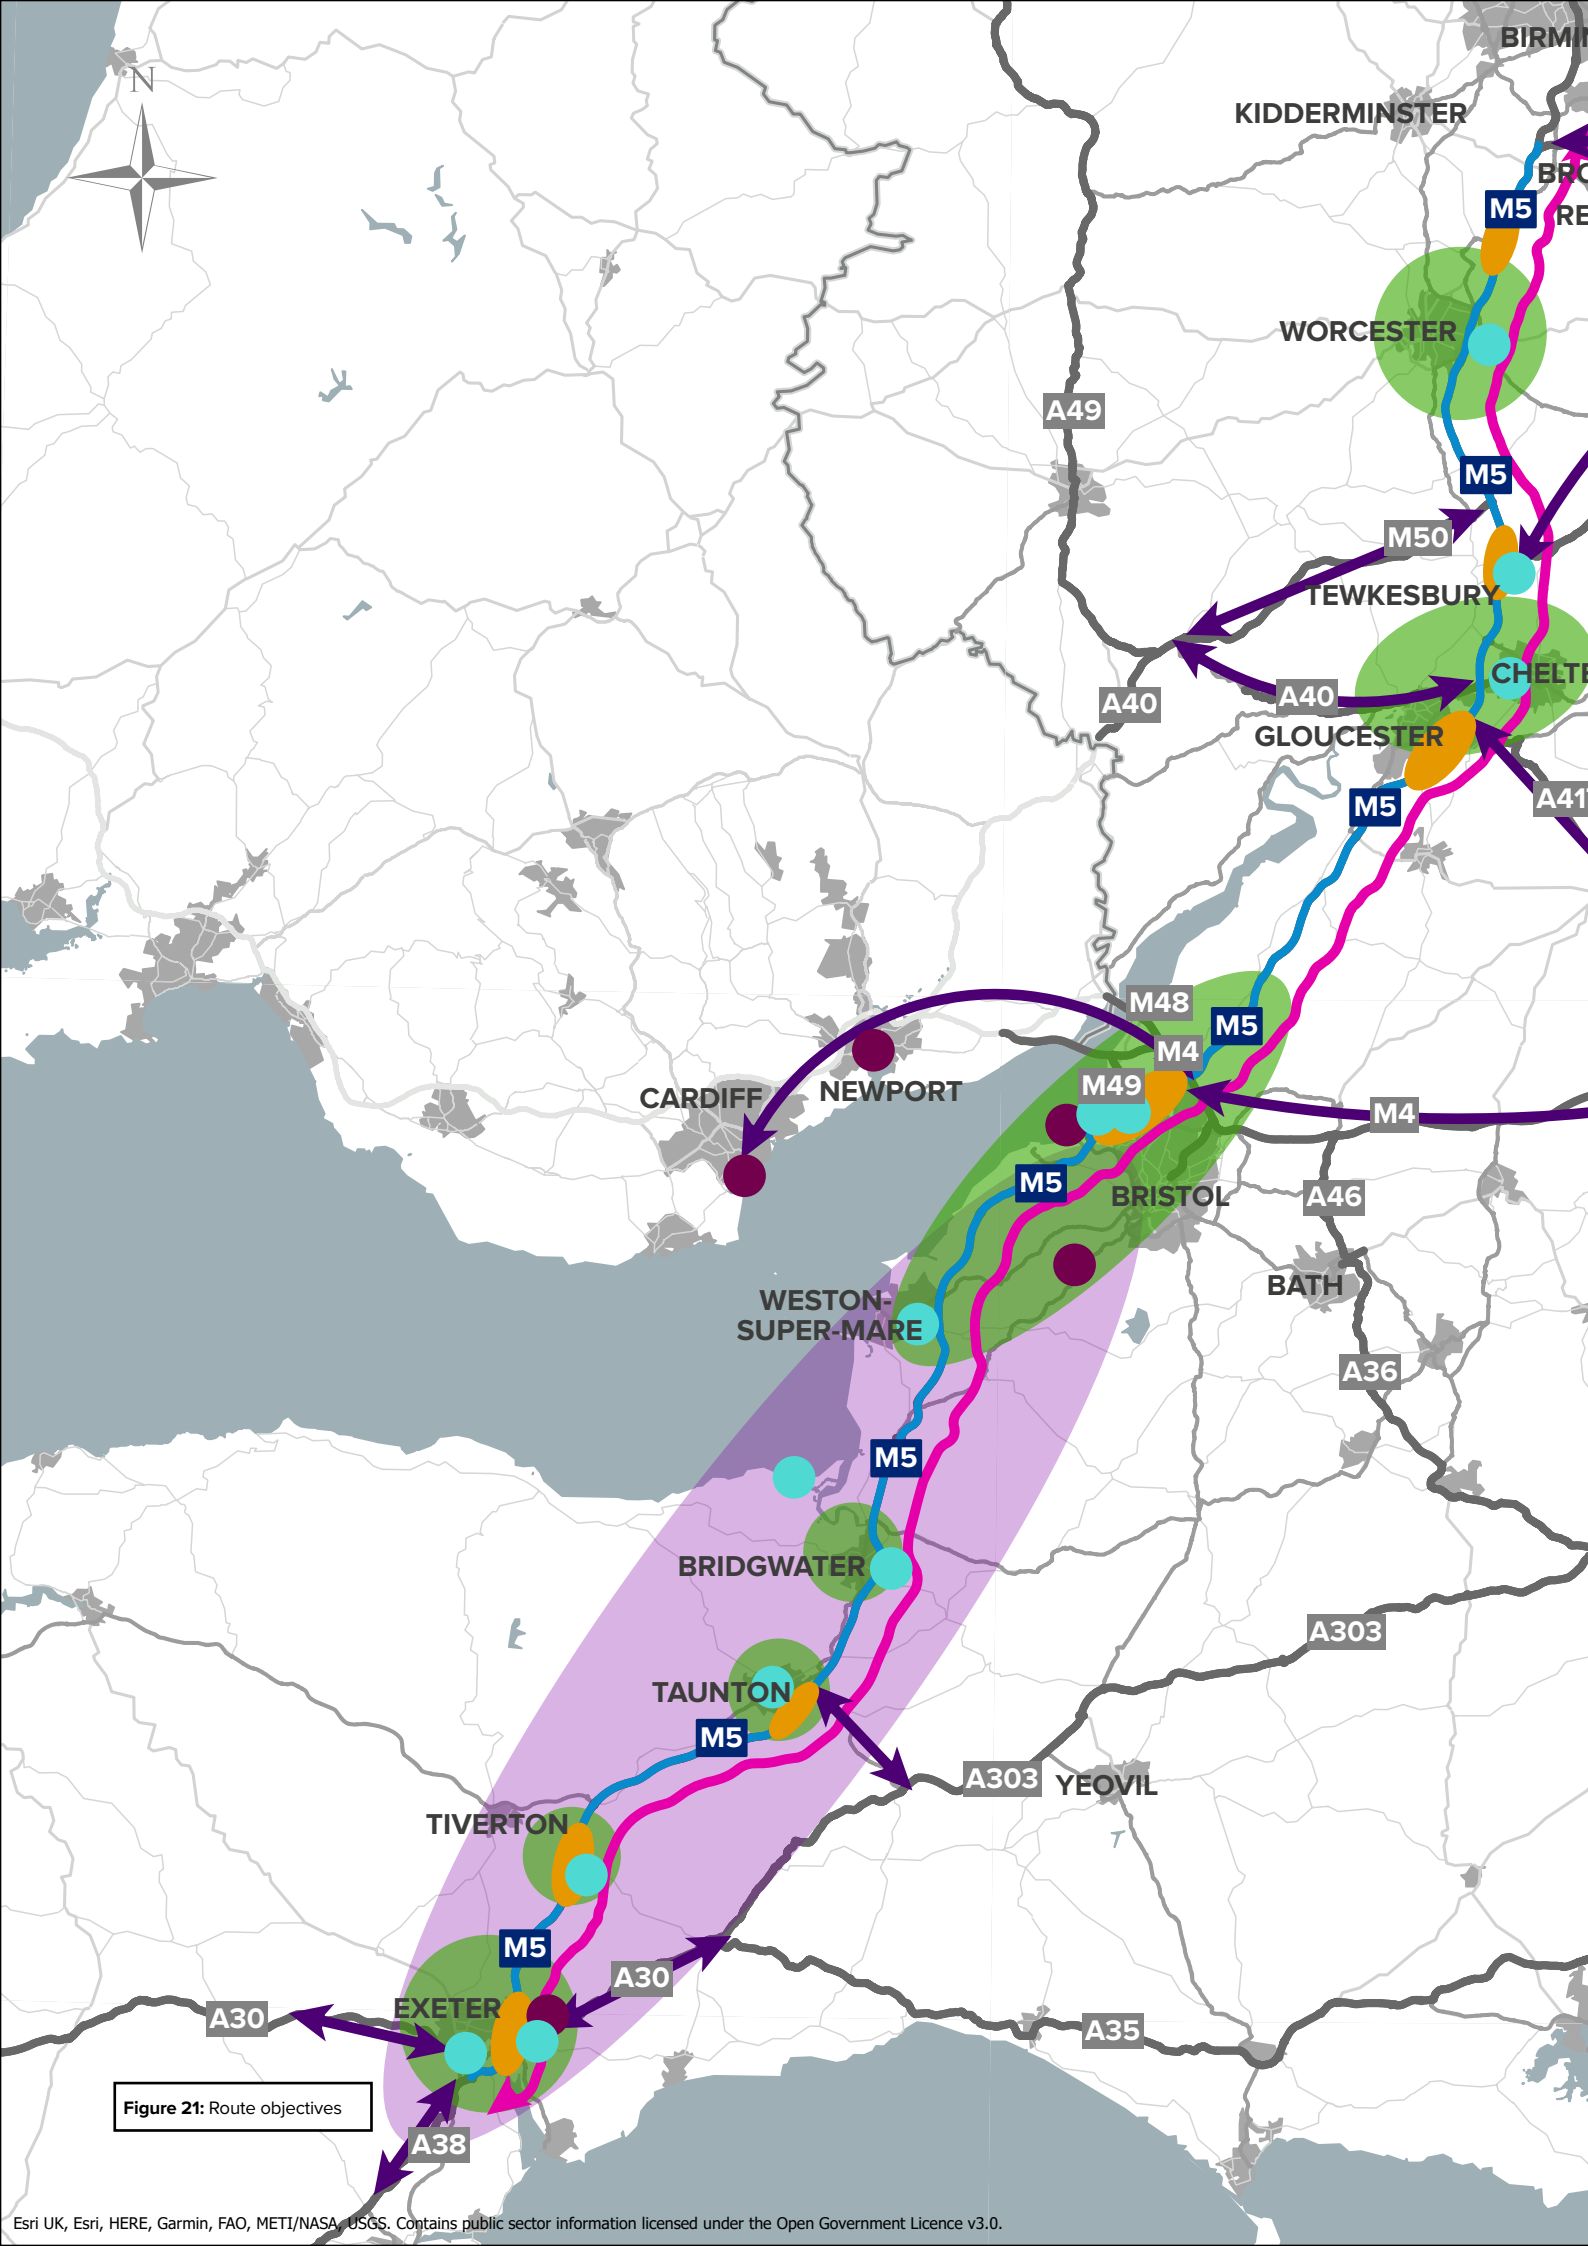 BIRMI
N
KIDDERMINSTER
BRO
M5
RE
WORCESTER
A49
M5
M50
TEWKESBURY
CHELTE
A40
A40
GLOUCESTER
A417
M5
M48
M5
M4
M49
NEWPORT
CARDIFF
M4
M5
BRISTOL
A46
BATH
WESTON-
SUPER-MARE
A36
M5
BRIDGWATER
A303
TAUNTON
M5
A303
YEOVIL
TIVERTON
M5
A30
EXETER
A30
A35
Figure 21: Route objectives
A38
Esri UK, Esri, HERE, Garmin, FAO, METI/NASA, USGS. Contains public sector information licensed under the Open Government Licence v3.0.